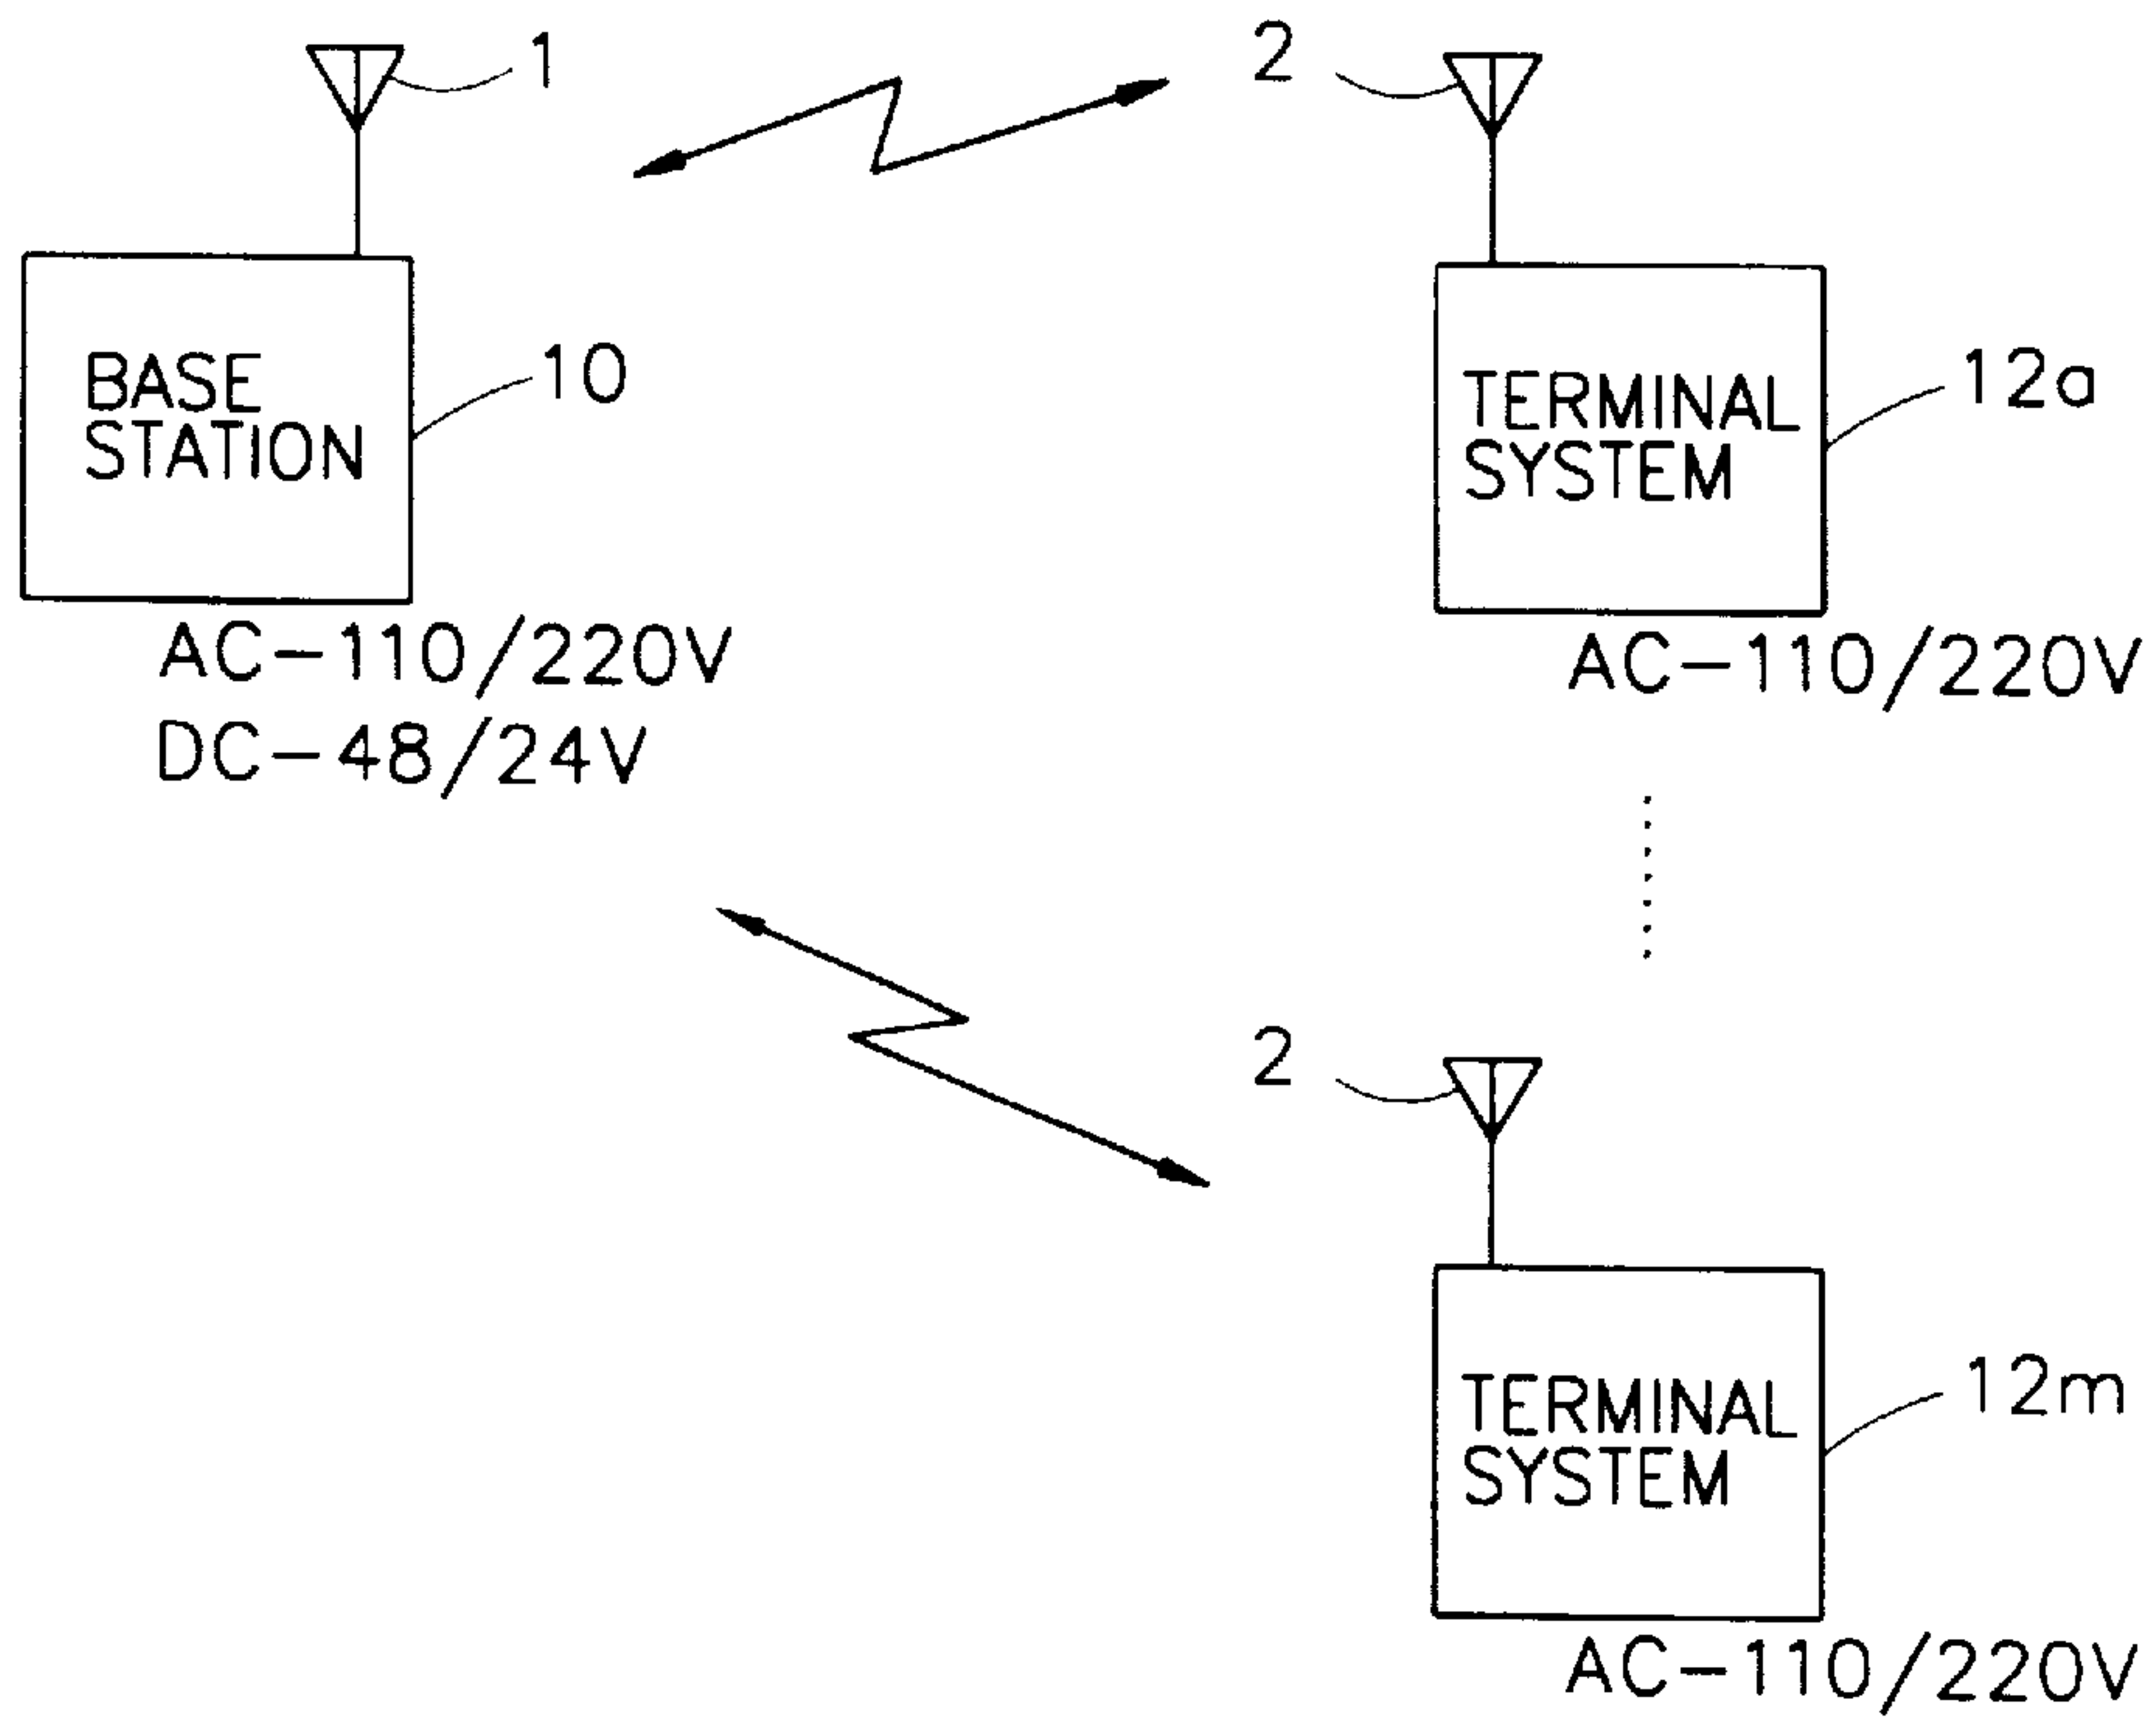 1
2
BASE
STATION
10
TERMINAL
SYSTEM
12a
AC-110/220V
DC-48/24V
AC-110/220V
2
TERMINAL
SYSTEM
12m
AC-110/220V